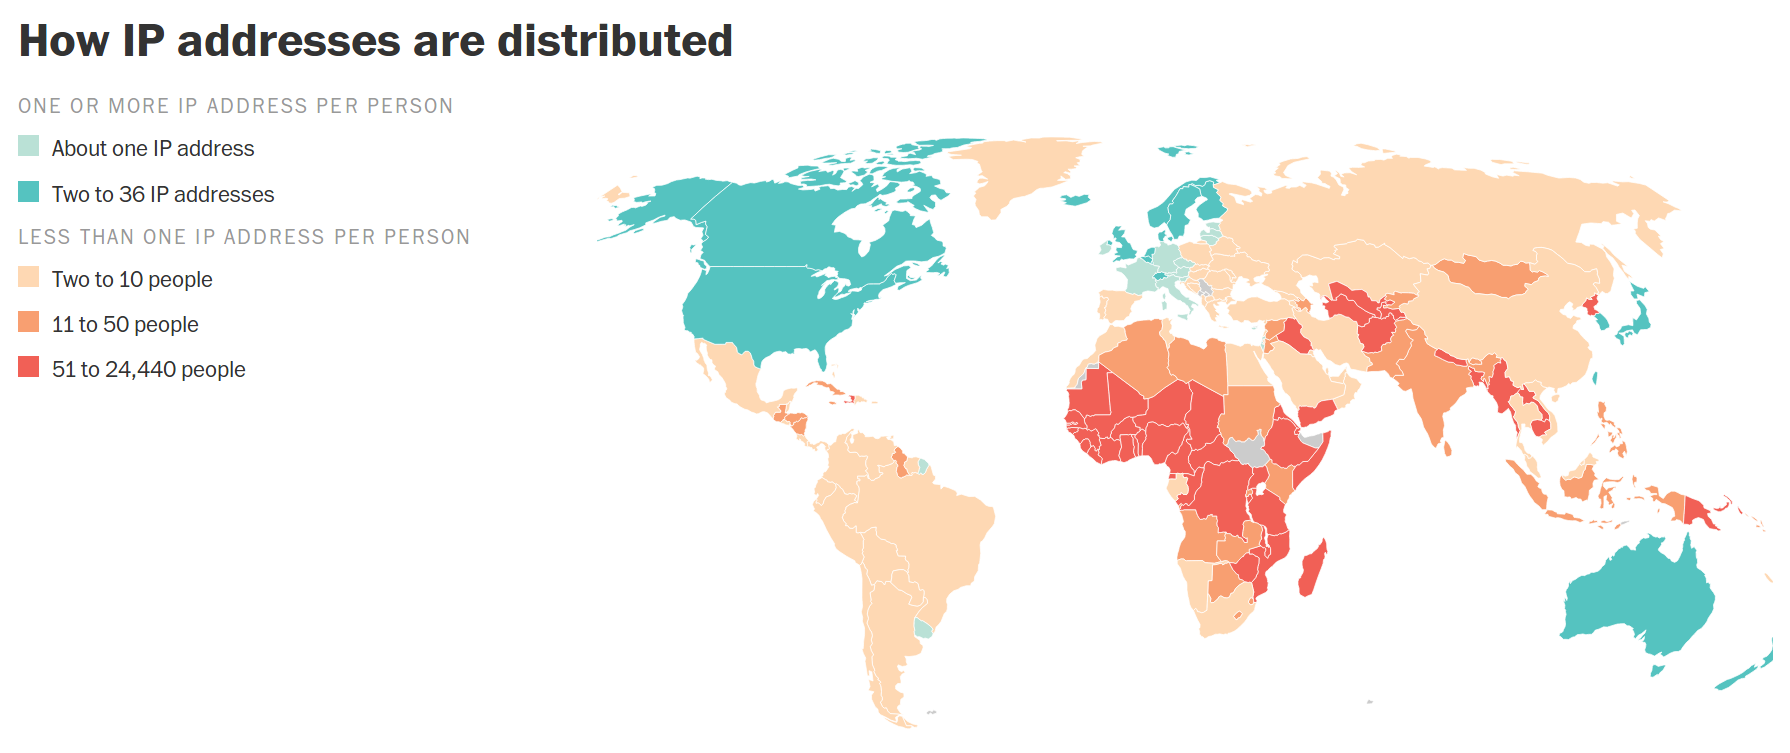 How IP addresses are distributed
ONE OR MORE IP ADDRESS PER PERSON
About one IP address
Two to 36 IP addresses
LESS THAN ONE IP ADDRESS PER PERSON
Two to 10 people
11 to 50 people
51 to 24,440 people